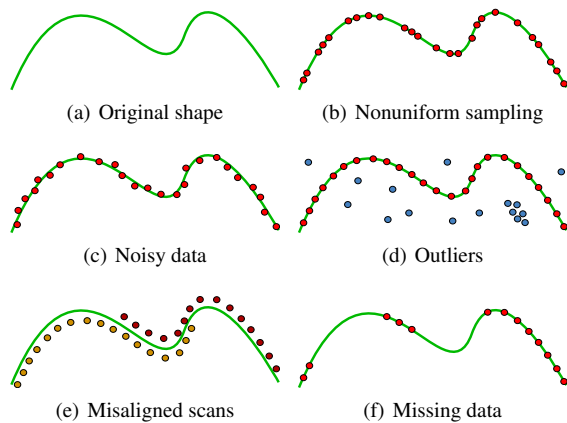 (a) Original shape
(b) Nonuniform sampling
(c) Noisy data
(d) Outliers
(e) Misaligned scans
(f) Missing data